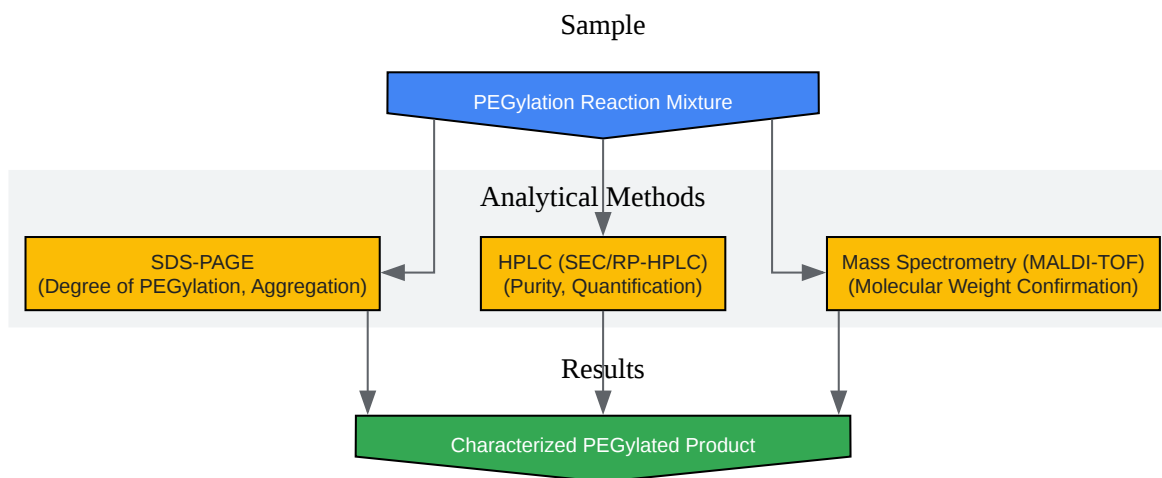 Sample
PEGylation Reaction Mixture
Analytical Methods
SDS-PAGE
(Degree of PEGylation, Aggregation)
HPLC (SEC/RP-HPLC)
(Purity, Quantification)
Mass Spectrometry (MALDI-TOF)
(Molecular Weight Confirmation)
Results
Characterized PEGylated Product